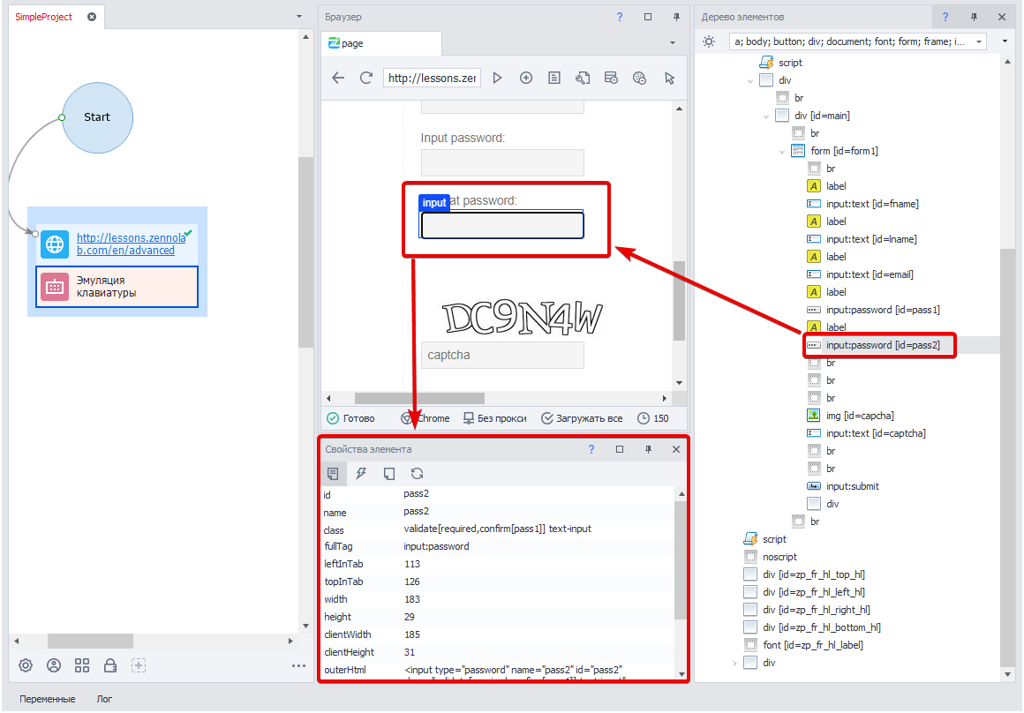 SimpleProject
Start
http://lessons.zennola
b.com/en/advanced
Эмуляция
клавиатуры
Переменные
Лог
Браузер
?
page
http://lessons.zen
Input password:
input
at password:
DC9N4W
captcha
Готово
Chrome
Без прокси
Загружать все
150
Свойства элемента
?
id pass2
name pass2
class validate[required,confirm[pass1]] text-input
fullTag input:password
leftInTab 113
topInTab 126
width 183
height 29
clientWidth 185
clientHeight 31
outerHtml <input type="password" name="pass2" id="pass2"
Дерево элементов
?
a; body; button; div; document; font; form; frame; i...
script
div
br
div [id=main]
br
form [id=form1]
br
label
input:text [id=fname]
label
input:text [id=lname]
label
input:text [id=email]
label
input:password [id=pass1]
label
input:password [id=pass2]
br
br
br
img [id=capcha]
input:text [id=captcha]
br
br
input:submit
div
br
script
noscript
div [id=zp_fr_hl_top_hl]
div [id=zp_fr_hl_left_hl]
div [id=zp_fr_hl_right_hl]
div [id=zp_fr_hl_bottom_hl]
font [id=zp_fr_hl_label]
div